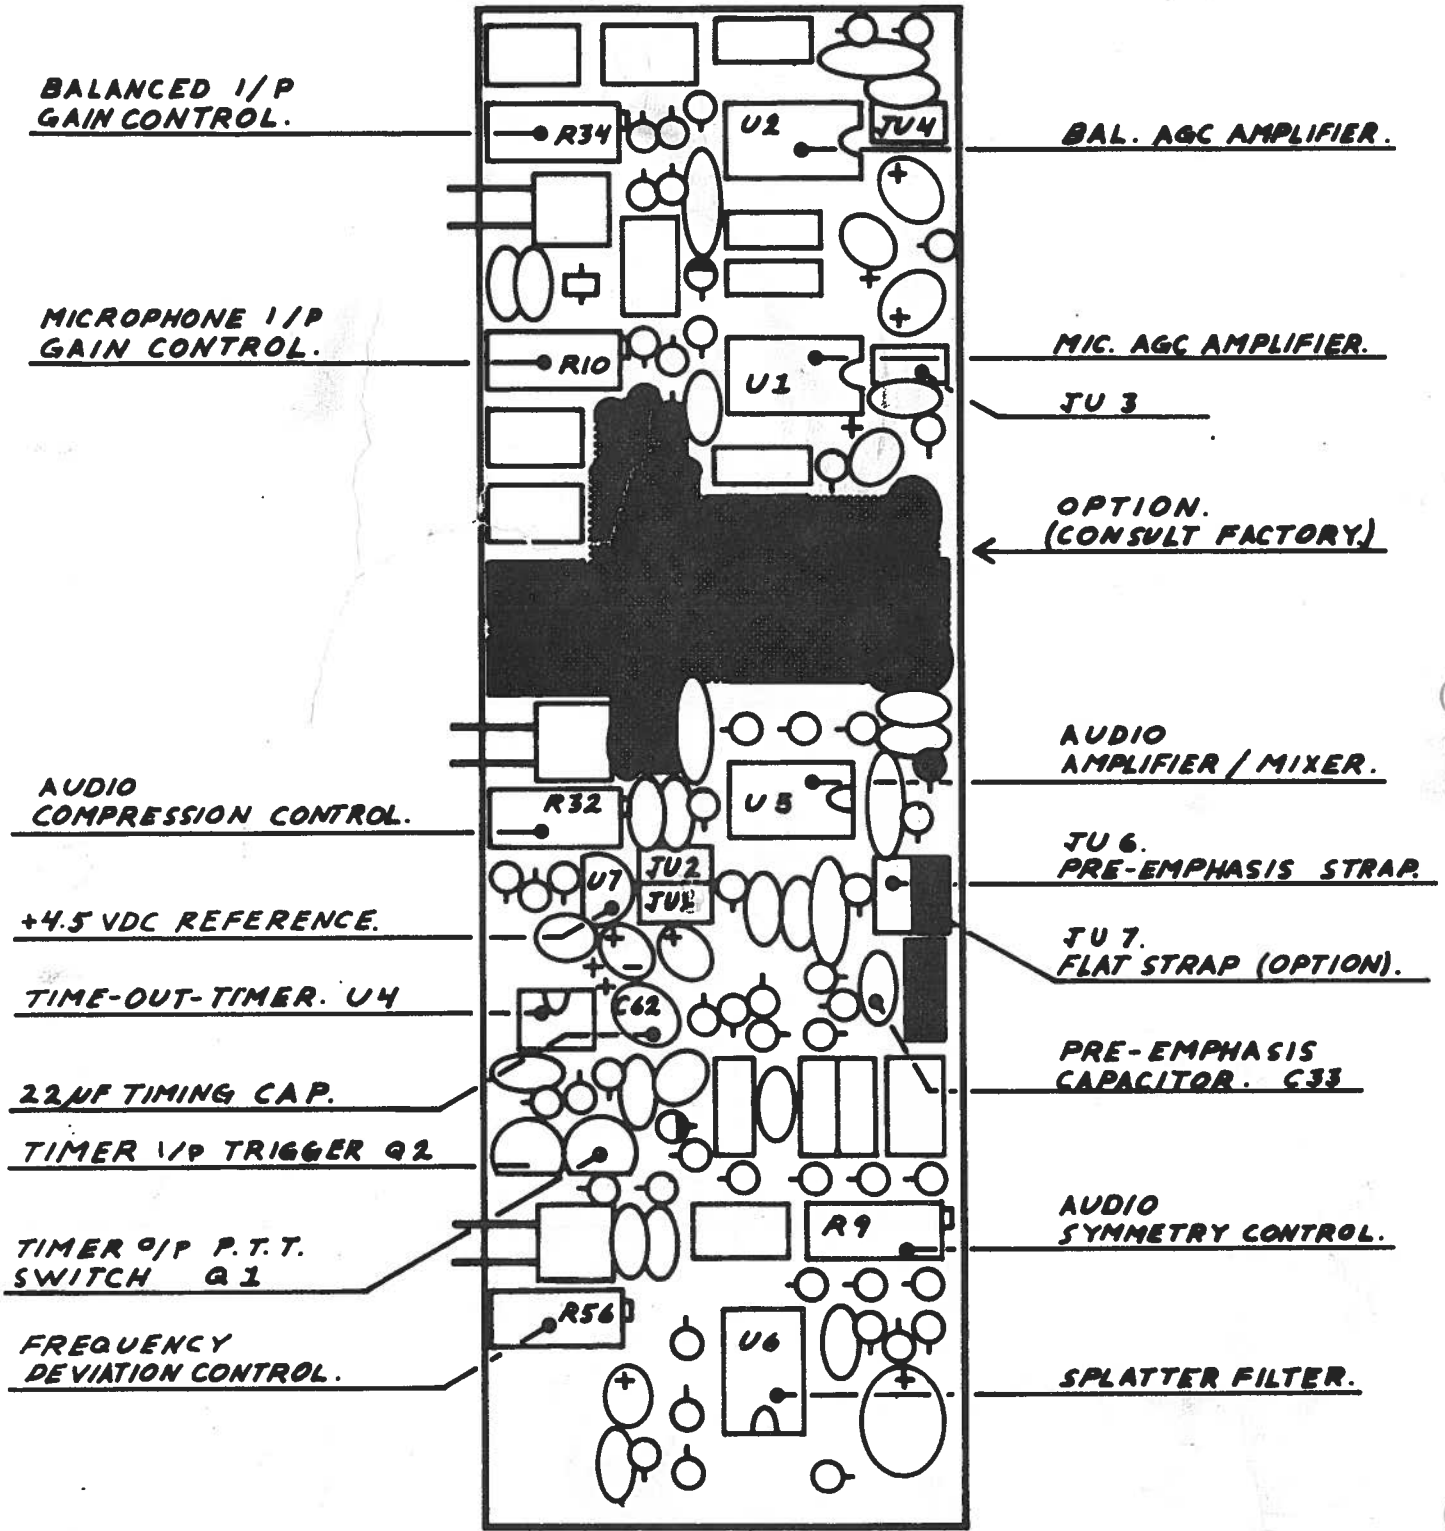 BALANCED I/P
GAIN CONTROL.
MICROPHONE I/P
GAIN CONTROL.
AUDIO
COMPRESSION CONTROL.
+4.5 VDC REFERENCE.
TIME-OUT-TIMER. U4
22µF TIMING CAP.
TIMER I/P TRIGGER Q2
TIMER O/P P.T.T.
SWITCH Q1
FREQUENCY
DEVIATION CONTROL.
R34
U2
JU4
R10
U1
R32
U5
U7
JU2
C62
R9
R56
U6
BAL. AGC AMPLIFIER.
MIC. AGC AMPLIFIER.
JU 3
OPTION.
(CONSULT FACTORY.)
AUDIO
AMPLIFIER / MIXER.
JU 6.
PRE-EMPHASIS STRAP.
JU 7.
FLAT STRAP (OPTION).
PRE-EMPHASIS
CAPACITOR. C33
AUDIO
SYMMETRY CONTROL.
SPLATTER FILTER.